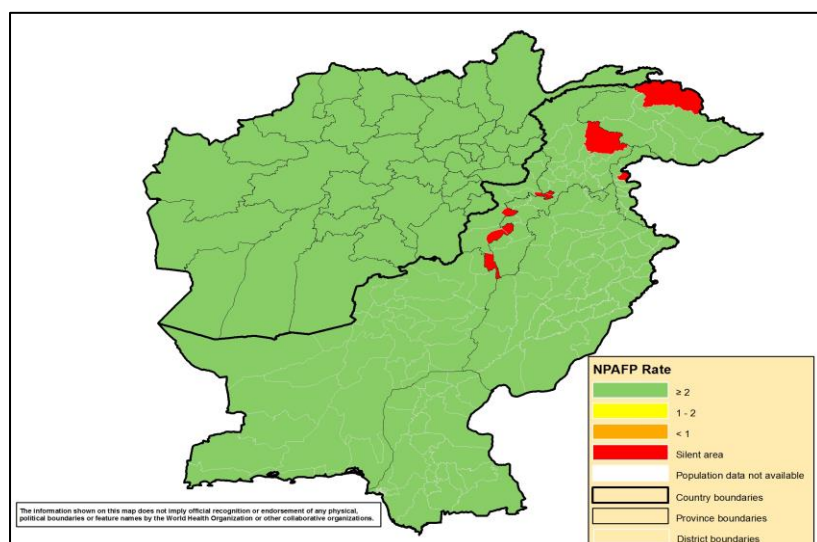 NPAFP Rate
≥ 2
1 - 2
< 1
Silent area
Population data not available
Country boundaries
Province boundaries
District boundaries
The information shown on this map does not imply official recognition or endorsement of any physical,
political boundaries or feature names by the World Health Organization or other collaborative organizations.